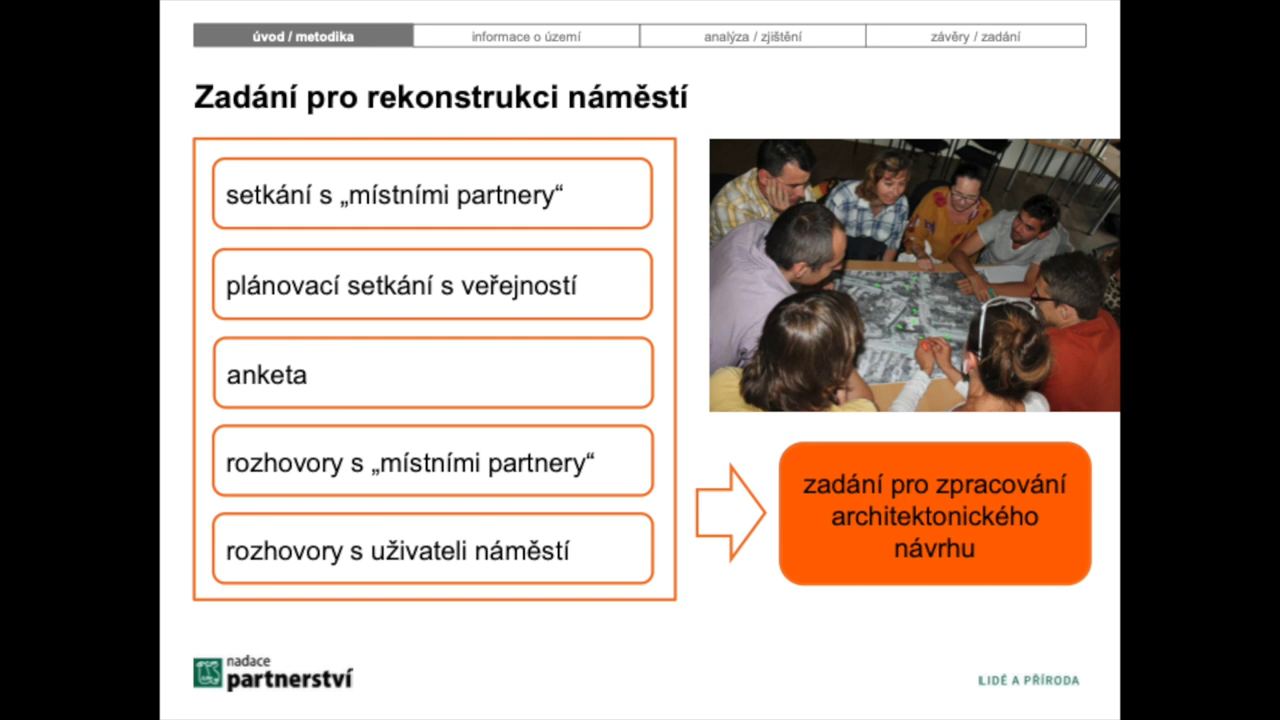 úvod / metodika
informace o území
analýza / zjištění
závěry / zadání
Zadání pro rekonstrukci náměstí
setkání s „místními partnery“
plánovací setkání s veřejností
anketa
rozhovory s „místními partnery“
rozhovory s uživateli náměstí
zadání pro zpracování
architektonického
návrhu
nadace
partnerství
LIDÉ A PŘÍRODA